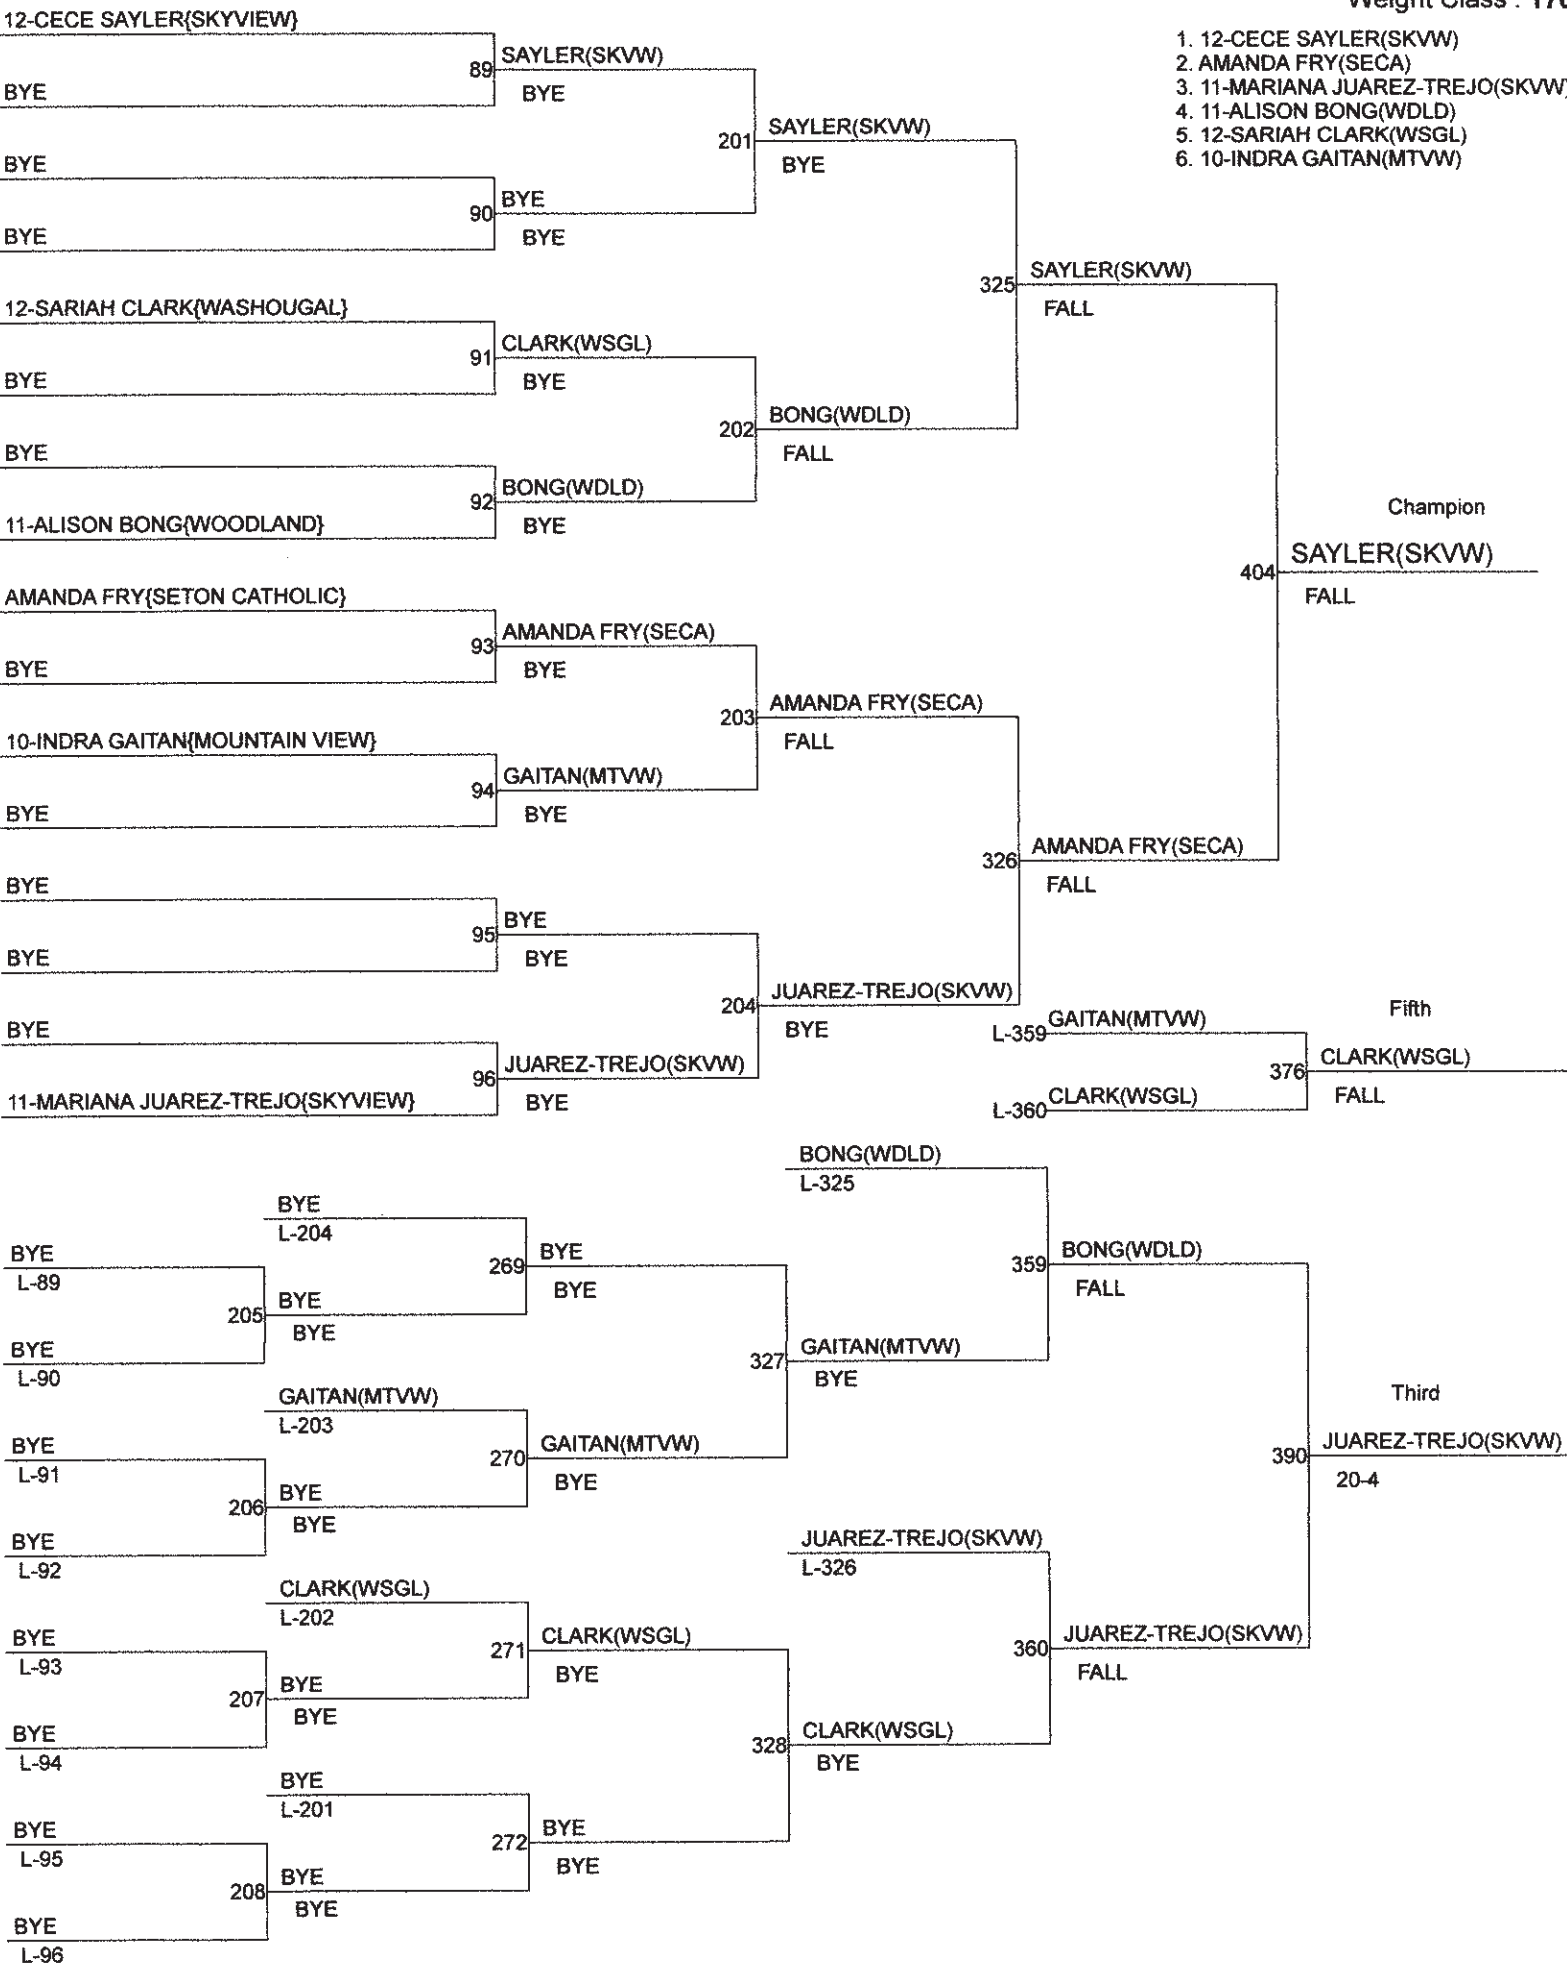 Weight Class :
1. 12-CECE SAYLER(SKVW)
2. AMANDA FRY(SECA)
3. 11-MARIANA JUAREZ-TREJO(SKVW)
4. 11-ALISON BONG(WDLD)
5. 12-SARIAH CLARK(WSGL)
6. 10-INDRA GAITAN(MTVW)
12-CECE SAYLER{SKYVIEW}
BYE
89
SAYLER(SKVW)
BYE
BYE
BYE
90
BYE
BYE
201
SAYLER(SKVW)
BYE
12-SARIAH CLARK{WASHOUGAL}
BYE
91
CLARK(WSGL)
BYE
BYE
11-ALISON BONG{WOODLAND}
92
BONG(WDLD)
BYE
202
BONG(WDLD)
FALL
325
SAYLER(SKVW)
FALL
AMANDA FRY{SETON CATHOLIC}
BYE
93
AMANDA FRY(SECA)
BYE
10-INDRA GAITAN{MOUNTAIN VIEW}
BYE
94
GAITAN(MTVW)
BYE
203
AMANDA FRY(SECA)
FALL
BYE
BYE
95
BYE
BYE
BYE
11-MARIANA JUAREZ-TREJO{SKYVIEW}
96
JUAREZ-TREJO(SKVW)
BYE
204
JUAREZ-TREJO(SKVW)
BYE
326
AMANDA FRY(SECA)
FALL
Champion
404
SAYLER(SKVW)
FALL
Fifth
L-359
GAITAN(MTVW)
L-360
CLARK(WSGL)
376
CLARK(WSGL)
FALL
BYE
L-89
BYE
L-90
205
BYE
BYE
BYE
L-204
269
BYE
BYE
BYE
L-91
BYE
L-92
206
BYE
BYE
GAITAN(MTVW)
L-203
270
GAITAN(MTVW)
BYE
327
GAITAN(MTVW)
BYE
BONG(WDLD)
L-325
359
BONG(WDLD)
FALL
BYE
L-93
BYE
L-94
207
BYE
BYE
CLARK(WSGL)
L-202
271
CLARK(WSGL)
BYE
BYE
L-95
BYE
L-96
208
BYE
BYE
BYE
L-201
272
BYE
BYE
328
CLARK(WSGL)
BYE
JUAREZ-TREJO(SKVW)
L-326
360
JUAREZ-TREJO(SKVW)
FALL
Third
390
JUAREZ-TREJO(SKVW)
20-4